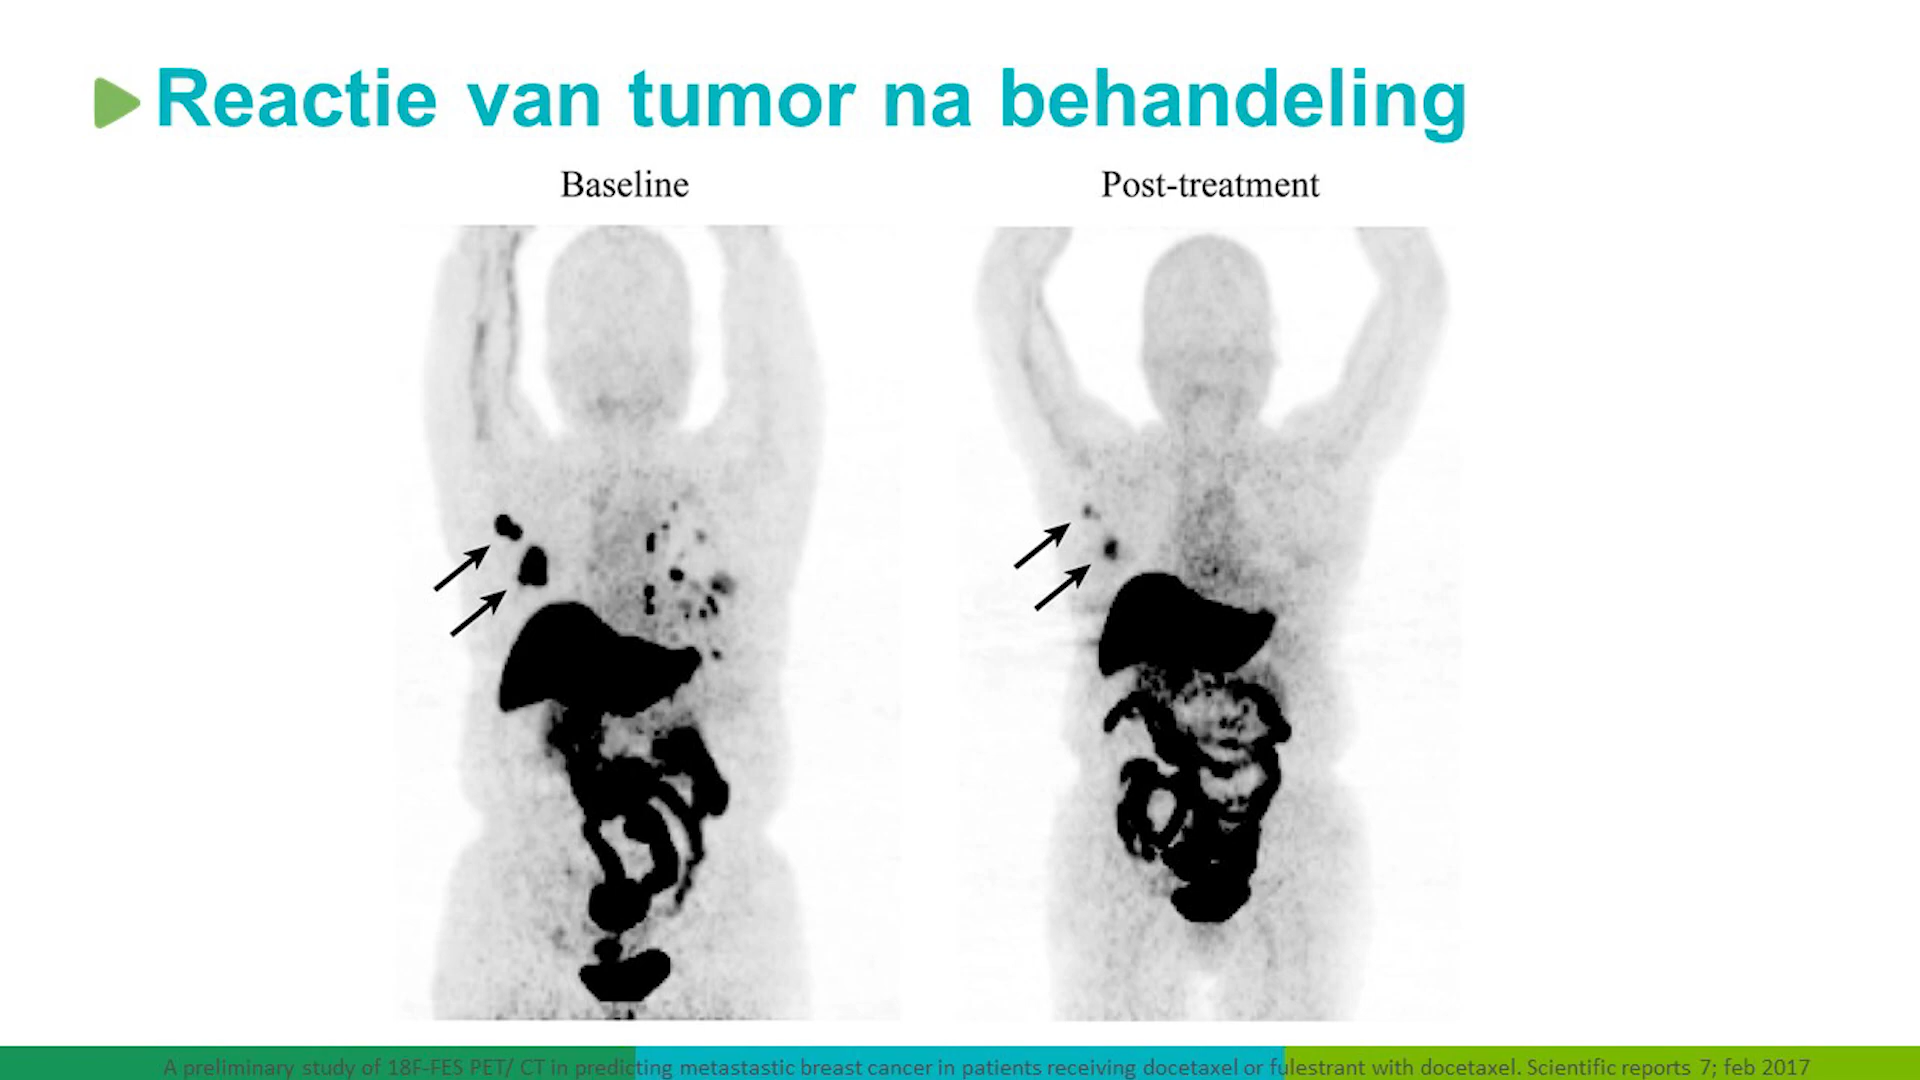 Reactie van tumor na behandeling
Baseline
Post-treatment
A preliminary study of 18F-FES PET/ CT in predicting metastastic breast cancer in patients receiving docetaxel or fulestrant with docetaxel. Scientific reports 7; feb 2017